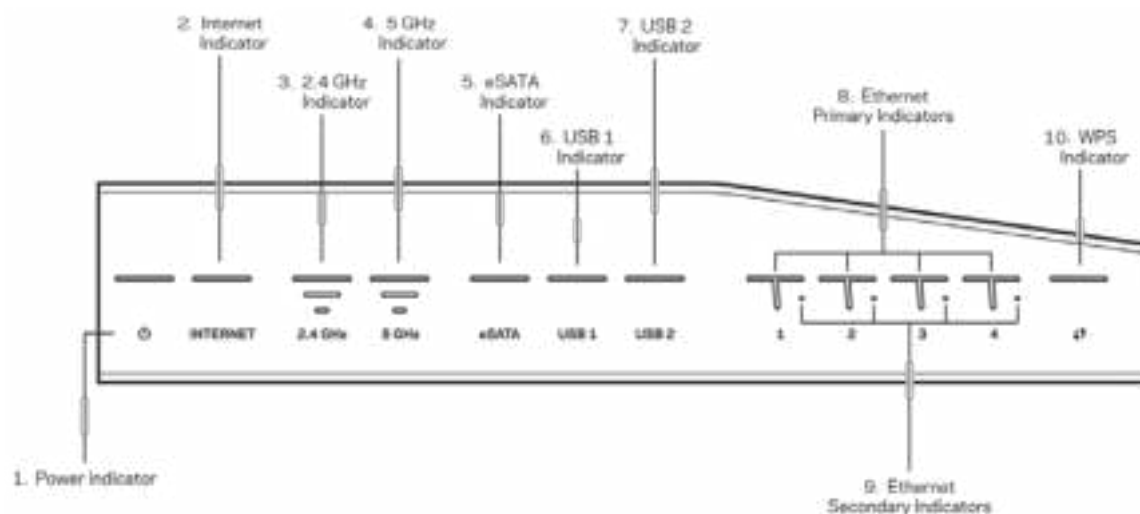 2. Internet
Indicator
4. 5 GHz
Indicator
7. USB 2
Indicator
3. 2.4 GHz
Indicator
5. eSATA
Indicator
8. Ethernet
Primary Indicators
6. USB 1
Indicator
10. WPS
Indicator
INTERNET
2.4 GHz
5 GHz
eSATA
USB 1
USB 2
1
2
3
4
1. Power Indicator
9. Ethernet
Secondary Indicators